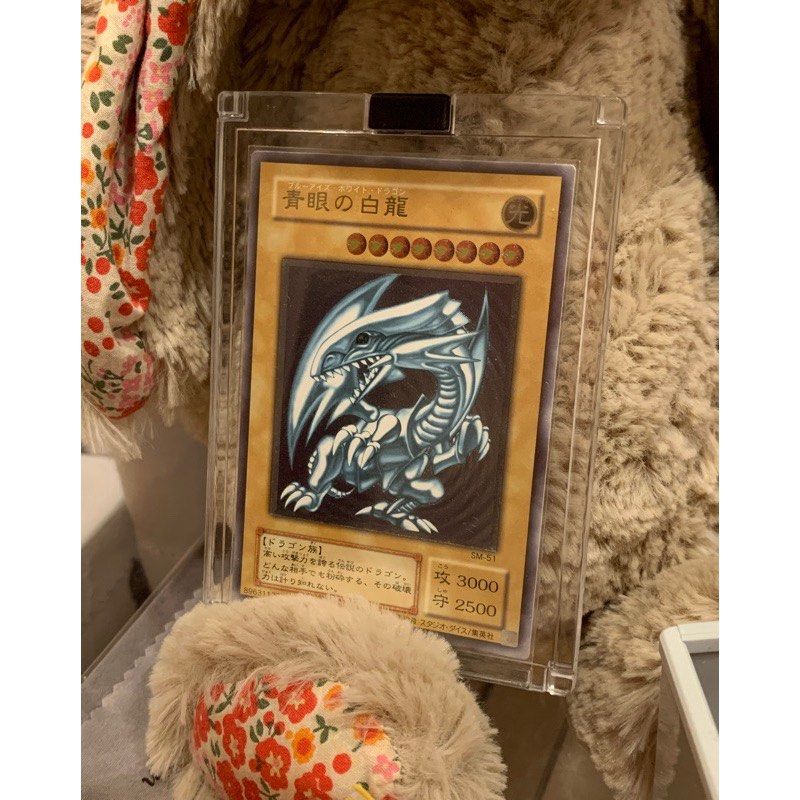 ブルーアイズ・ホワイト・ドラゴン
青眼の白龍
光
SM-51
【ドラゴン族】
高い攻撃力を誇る伝説のドラゴン。
どんな相手でも粉砕する、その破壊
力は計り知れない。
こう
攻 3000
しゅ
守 2500
スタジオ・ダイス/集英社